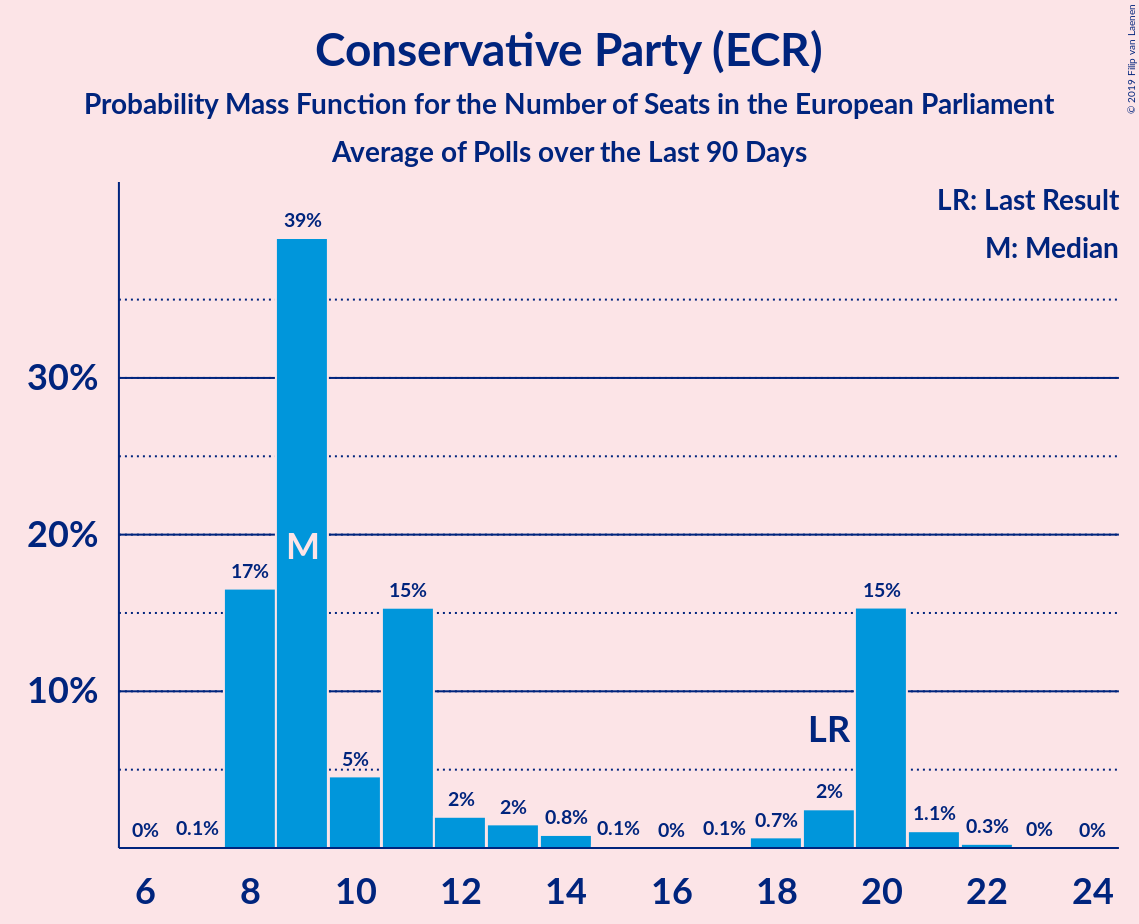 Conservative Party (ECR)
Probability Mass Function for the Number of Seats in the European Parliament
Average of Polls over the Last 90 Days
© 2019 Filip van Laenen
LR: Last Result
M: Median
30%
20%
10%
0%
0.1%
17%
39%
M
5%
15%
2%
2%
0.8%
0.1%
0%
0.1%
0.7%
2%
LR
15%
1.1%
0.3%
0%
0%
6 8 10 12 14 16 18 20 22 24